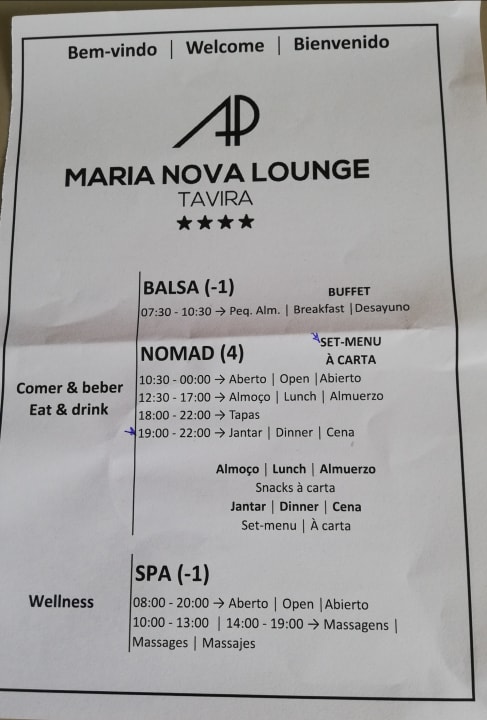 Bem-vindo | Welcome | Bienvenido
AP
MARIA NOVA LOUNGE
TAVIRA
★★★★
BALSA (-1)
BUFFET
07:30 - 10:30 → Peq. Alm. | Breakfast |Desayuno
NOMAD (4)
SET-MENU
À CARTA
Comer & beber
Eat & drink
10:30 - 00:00 → Aberto | Open |Abierto
12:30 - 17:00 → Almoço | Lunch | Almuerzo
18:00 - 22:00 → Tapas
19:00 - 22:00 → Jantar | Dinner | Cena
Almoço | Lunch | Almuerzo
Snacks à carta
Jantar | Dinner | Cena
Set-menu | À carta
SPA (-1)
Wellness
08:00 - 20:00 → Aberto | Open |Abierto
10:00 - 13:00 | 14:00 - 19:00 → Massagens |
Massages | Massajes